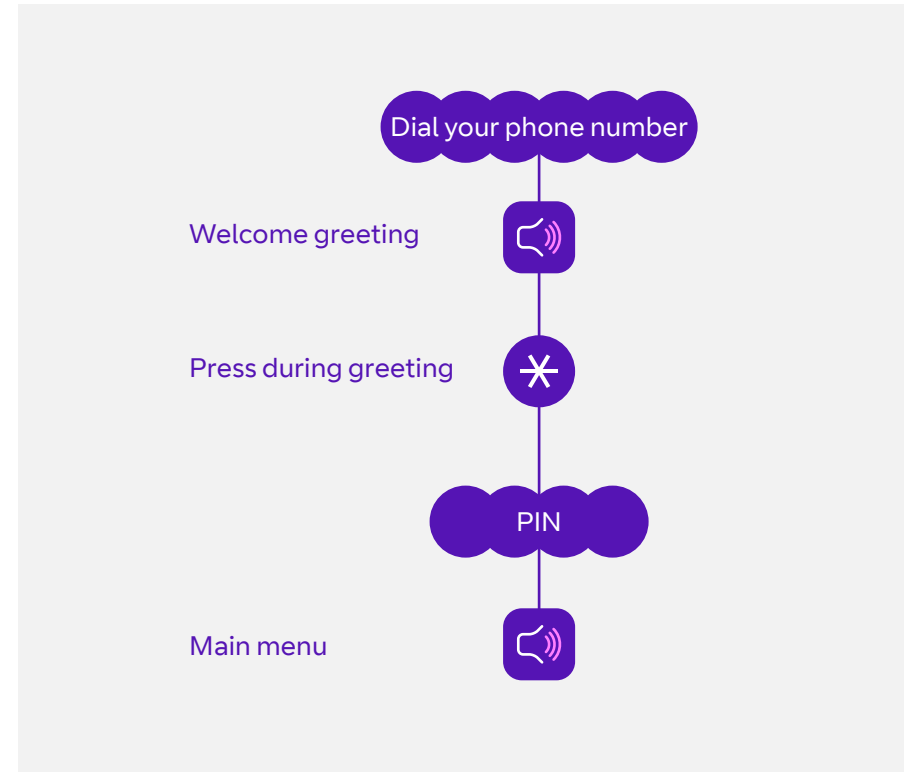 Dial your phone number
Welcome greeting
Press during greeting
PIN
Main menu